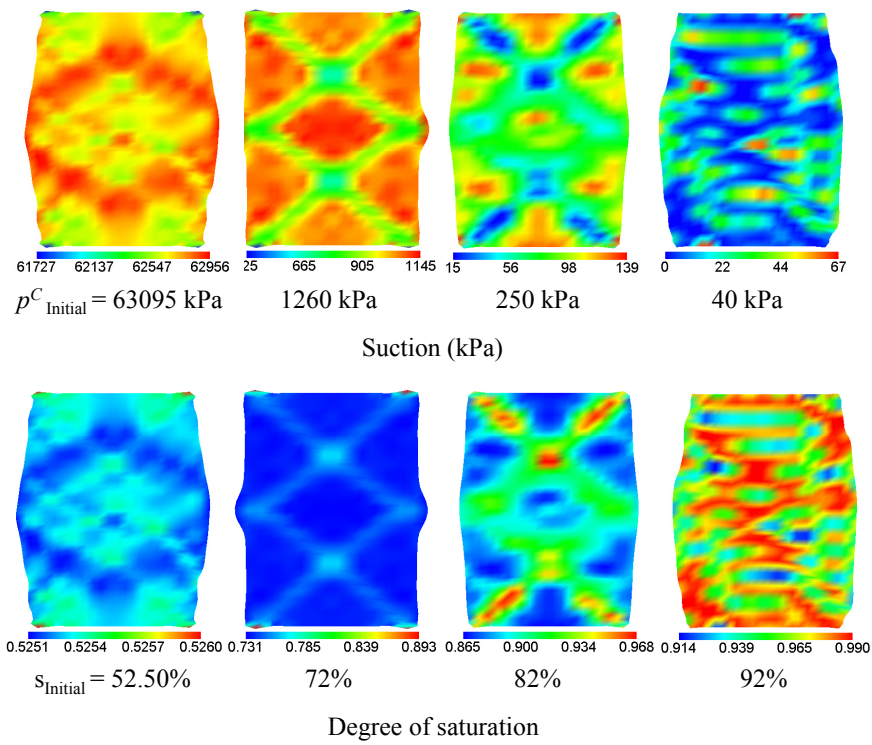 61727 62137 62547 62956 25 665 905 1145 15 56 98 139 0 22 44 67
p^C Initial = 63095 kPa 1260 kPa 250 kPa 40 kPa
Suction (kPa)
0.5251 0.5254 0.5257 0.5260 0.731 0.785 0.839 0.893 0.865 0.900 0.934 0.968 0.914 0.939 0.965 0.990
sInitial = 52.50% 72% 82% 92%
Degree of saturation